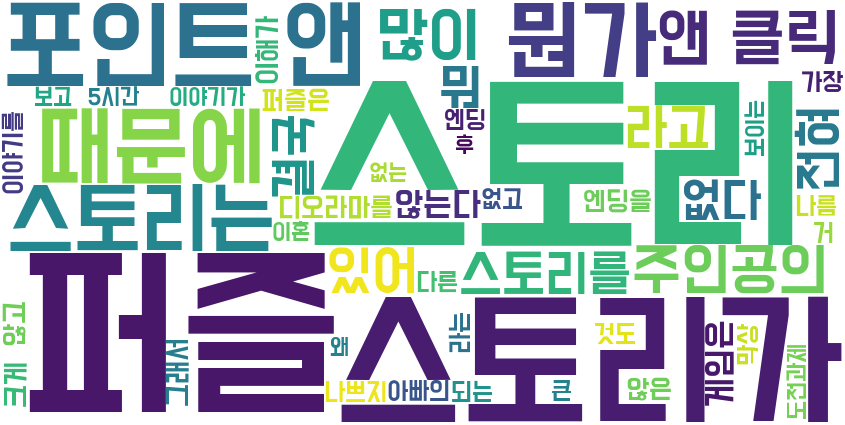 포인트 앤 많이 뭔가 앤 클릭
이해가
보고 5시간 이야기가 퍼즐은 뭐 엔딩 후 가장
이야기를 때문에 결국 스토리 라고 보이는 전혀
없는
스토리는 디오라마를 않는다 없고 엔딩을 없다 나름
이혼 거
퍼즐 있어 다른 스토리를 주인공의
않고 그래서 왜 스토리가 라는 것도 게임은 막상
크게 나쁘지 아빠의 되는 큰 않은 도전과제